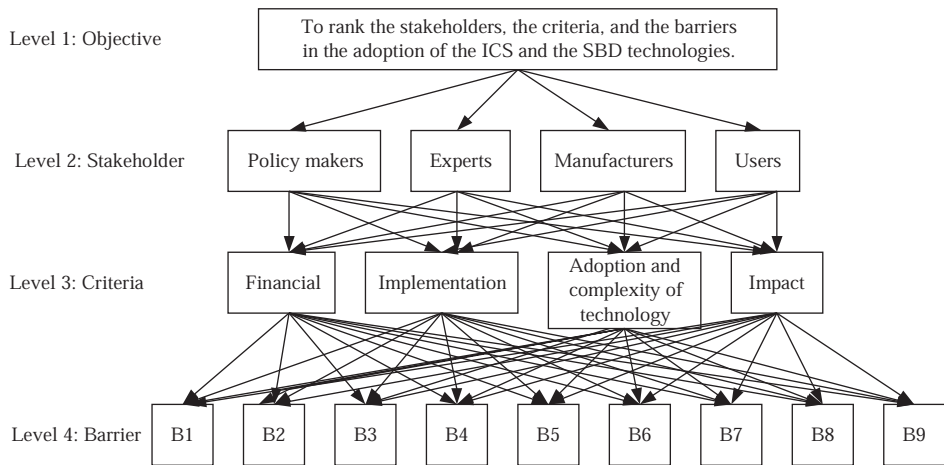 Level 1: Objective
To rank the stakeholders, the criteria, and the barriers
in the adoption of the ICS and the SBD technologies.
Level 2: Stakeholder
Policy makers
Experts
Manufacturers
Users
Level 3: Criteria
Financial
Implementation
Adoption and
complexity of
technology
Impact
Level 4: Barrier
B1
B2
B3
B4
B5
B6
B7
B8
B9